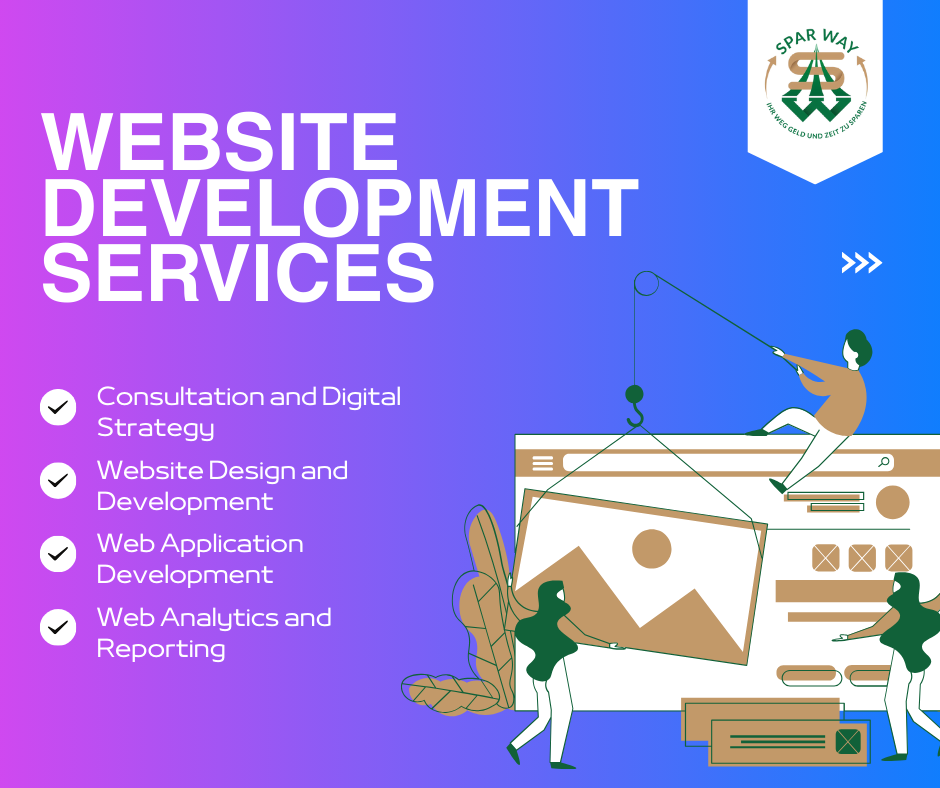 SPAR WAY
IHR WEG GELD UND ZEIT ZU SPAREN
WEBSITE
DEVELOPMENT
SERVICES
Consultation and Digital
Strategy
Website Design and
Development
Web Application
Development
Web Analytics and
Reporting